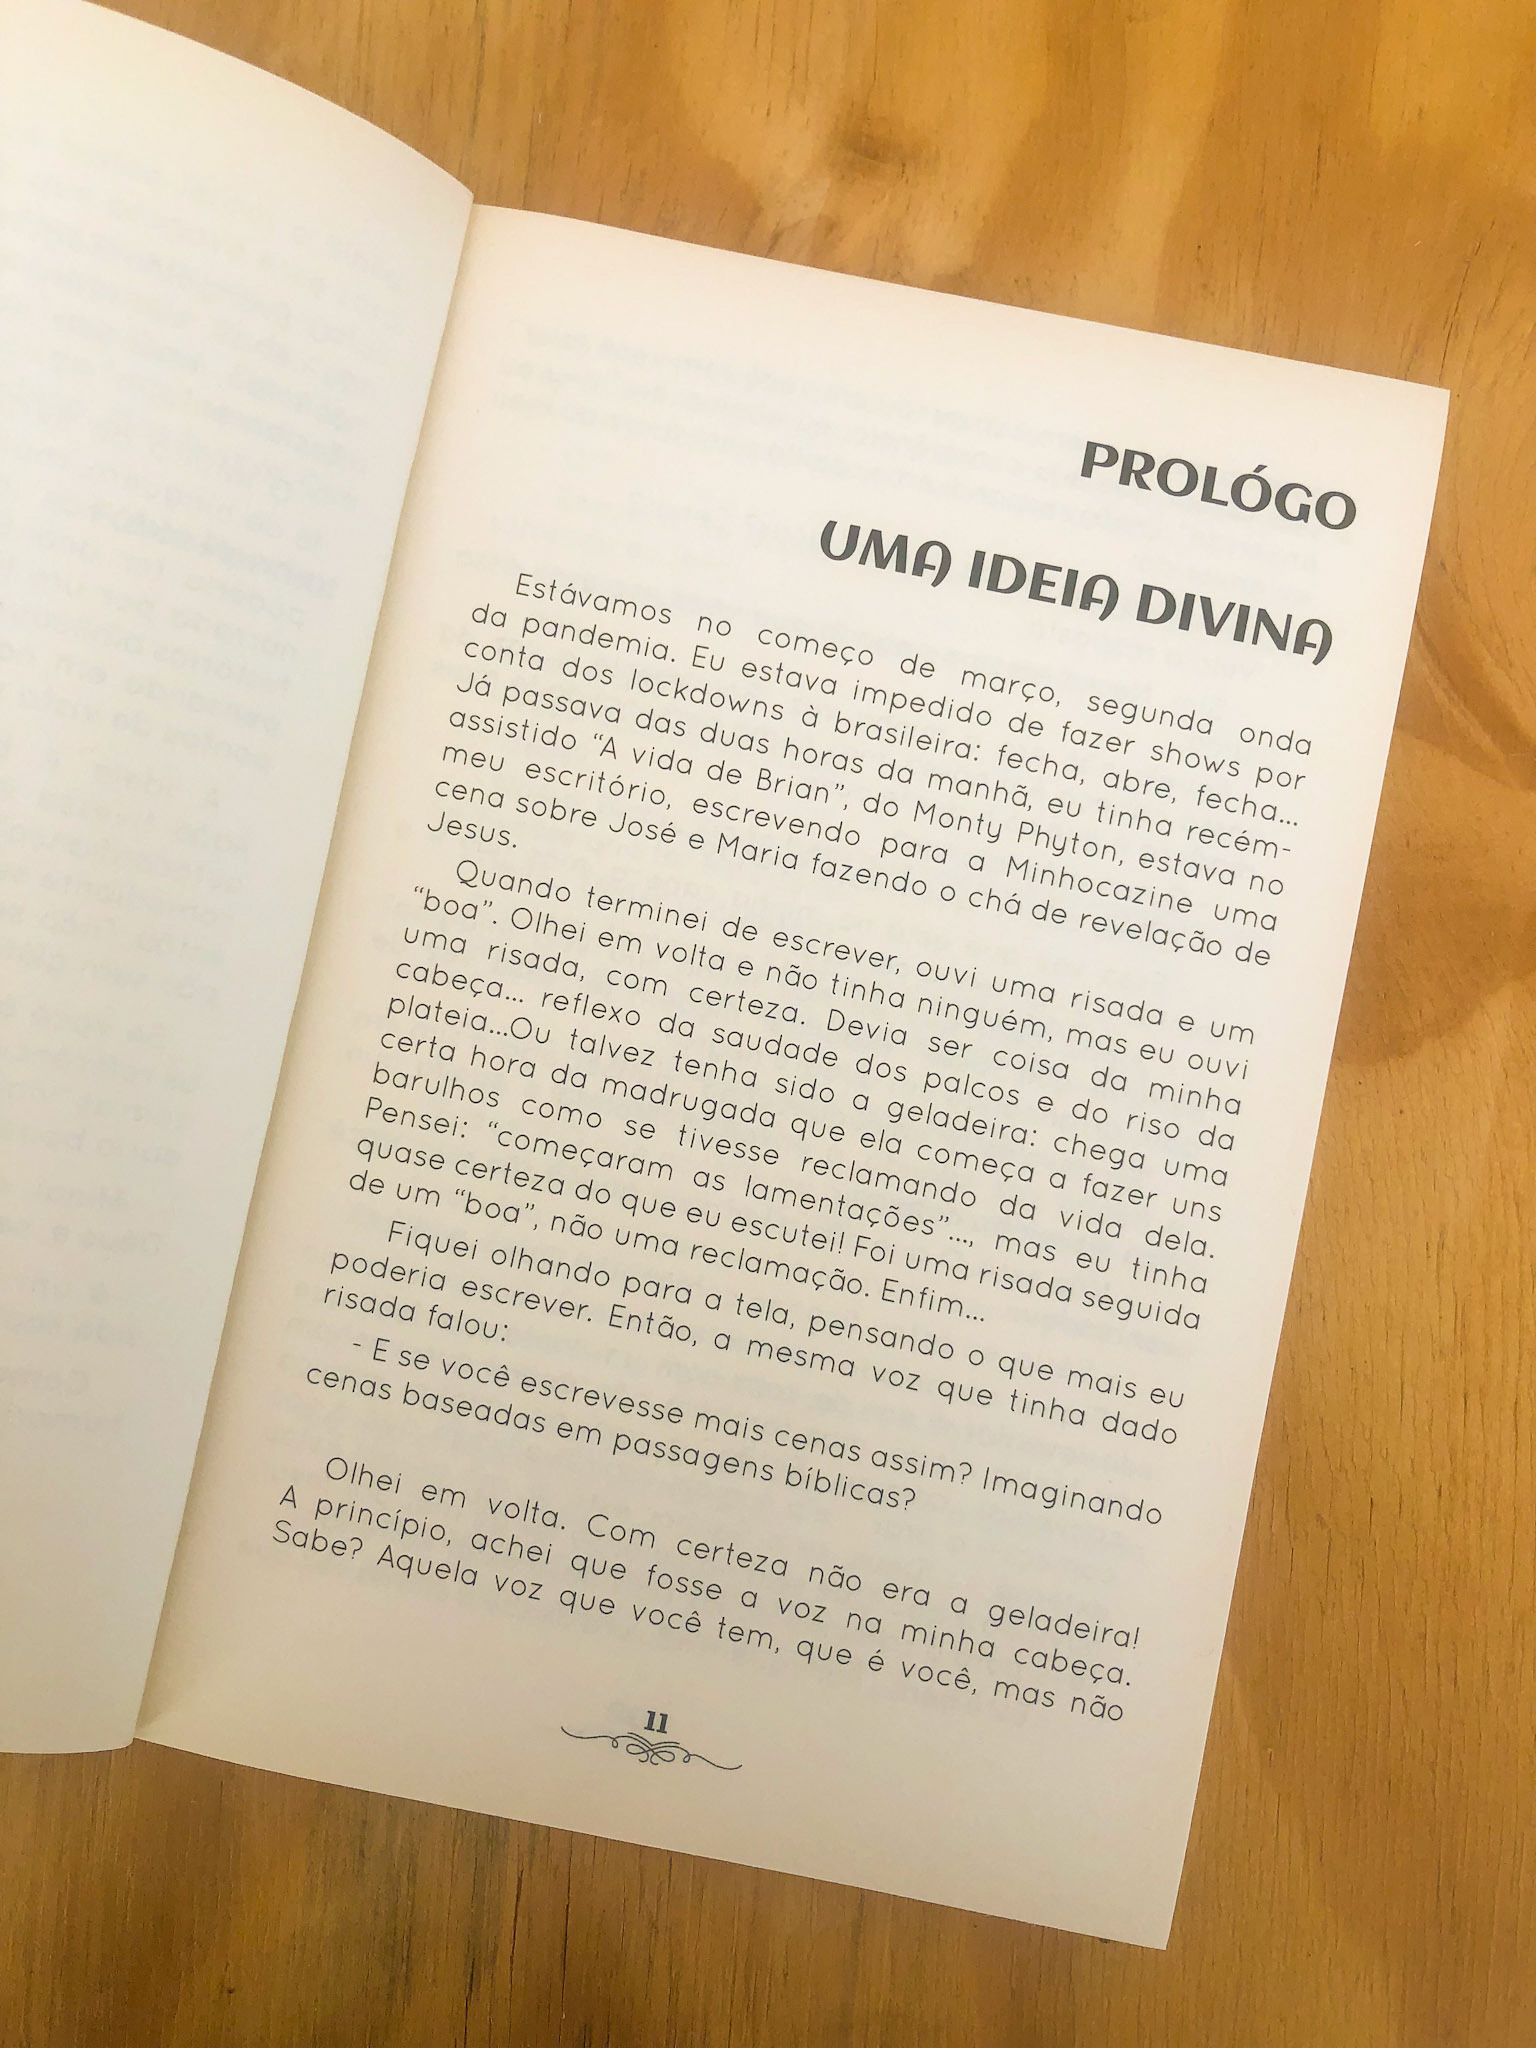 PROLÓGO
UMA IDEIA DIVINA
Estávamos no começo de março, segunda onda
da pandemia. Eu estava impedido de fazer shows por
conta dos lockdowns à brasileira: fecha, abre, fecha...
Já passava das duas horas da manhã, eu tinha recém-
assistido “A vida de Brian”, do Monty Phyton, estava no
meu escritório, escrevendo para a Minhocazine uma
cena sobre José e Maria fazendo o chá de revelação de
Jesus.
Quando terminei de escrever, ouvi uma risada e um
“boa”. Olhei em volta e não tinha ninguém, mas eu ouvi
uma risada, com certeza. Devia ser coisa da minha
cabeça... reflexo da saudade dos palcos e do riso da
plateia...Ou talvez tenha sido a geladeira: chega uma
certa hora da madrugada que ela começa a fazer uns
barulhos como se tivesse reclamando da vida dela.
Pensei: “começaram as lamentações”..., mas eu tinha
quase certeza do que eu escutei! Foi uma risada seguida
de um “boa”, não uma reclamação. Enfim...
Fiquei olhando para a tela, pensando o que mais eu
poderia escrever. Então, a mesma voz que tinha dado
risada falou:
- E se você escrevesse mais cenas assim? Imaginando
cenas baseadas em passagens bíblicas?
Olhei em volta. Com certeza não era a geladeira!
A princípio, achei que fosse a voz na minha cabeça.
Sabe? Aquela voz que você tem, que é você, mas não
11